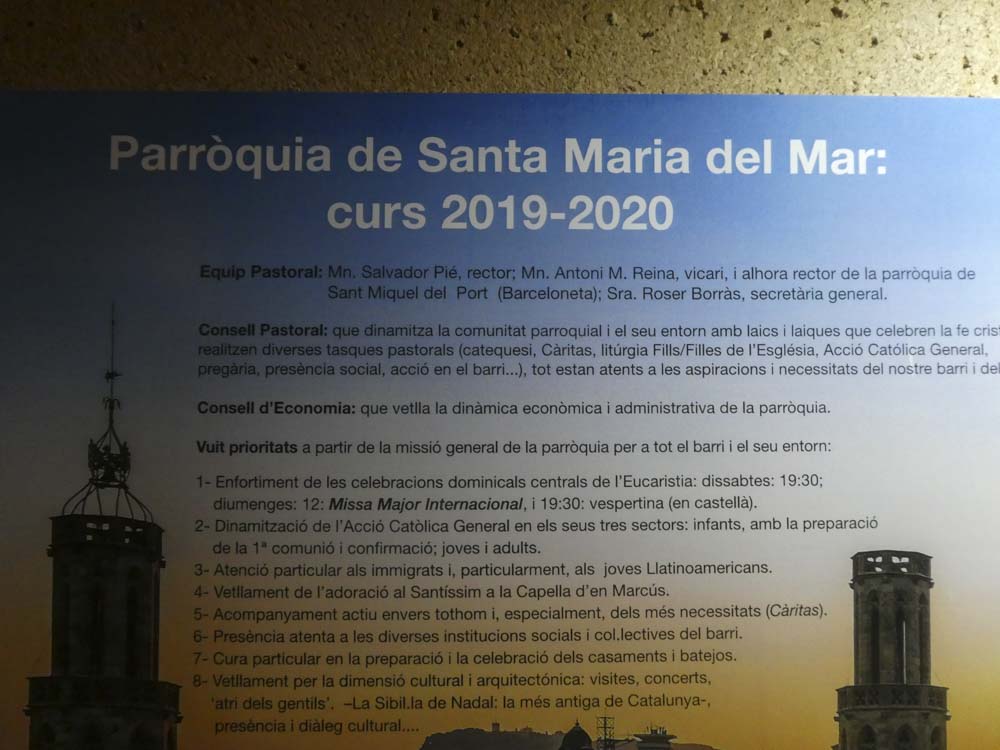 Parròquia de Santa Maria del Mar:
curs 2019-2020
Equip Pastoral: Mn. Salvador Pié, rector; Mn. Antoni M. Reina, vicari, i alhora rector de la parròquia de
Sant Miquel del Port (Barceloneta); Sra. Roser Borràs, secretària general.
Consell Pastoral: que dinamitza la comunitat parroquial i el seu entorn amb laics i laiques que celebren la fe
realitzen diverses tasques pastorals (catequesi, Càritas, litúrgia Fills/Filles de l'Església, Acció Católica General,
pregària, presència social, acció en el barri...), tot estan atents a les aspiracions i necessitats del nostre barri i del
Consell d'Economia: que vetlla la dinàmica econòmica i administrativa de la parròquia.
Vuit prioritats a partir de la missió general de la parròquia per a tot el barri i el seu entorn:
1- Enfortiment de les celebracions dominicals centrals de l'Eucaristia: dissabtes: 19:30;
diumenges: 12: Missa Major Internacional, i 19:30: vespertina (en castellà).
2- Dinamització de l'Acció Catòlica General en els seus tres sectors: infants, amb la preparació
de la 1ª comunió i confirmació; joves i adults.
3- Atenció particular als immigrats i, particularment, als joves Llatinoamericans.
4- Vetllament de l'adoració al Santíssim a la Capella d'en Marcús.
5- Acompanyament actiu envers tothom i, especialment, dels més necessitats (Càritas).
6- Presència atenta a les diverses institucions socials i col.lectives del barri.
7- Cura particular en la preparació i la celebració dels casaments i batejos.
8- Vetllament per la dimensió cultural i arquitectónica: visites, concerts,
'atri dels gentils'. –La Sibil.la de Nadal: la més antiga de Catalunya-,
presència i diàleg cultural....